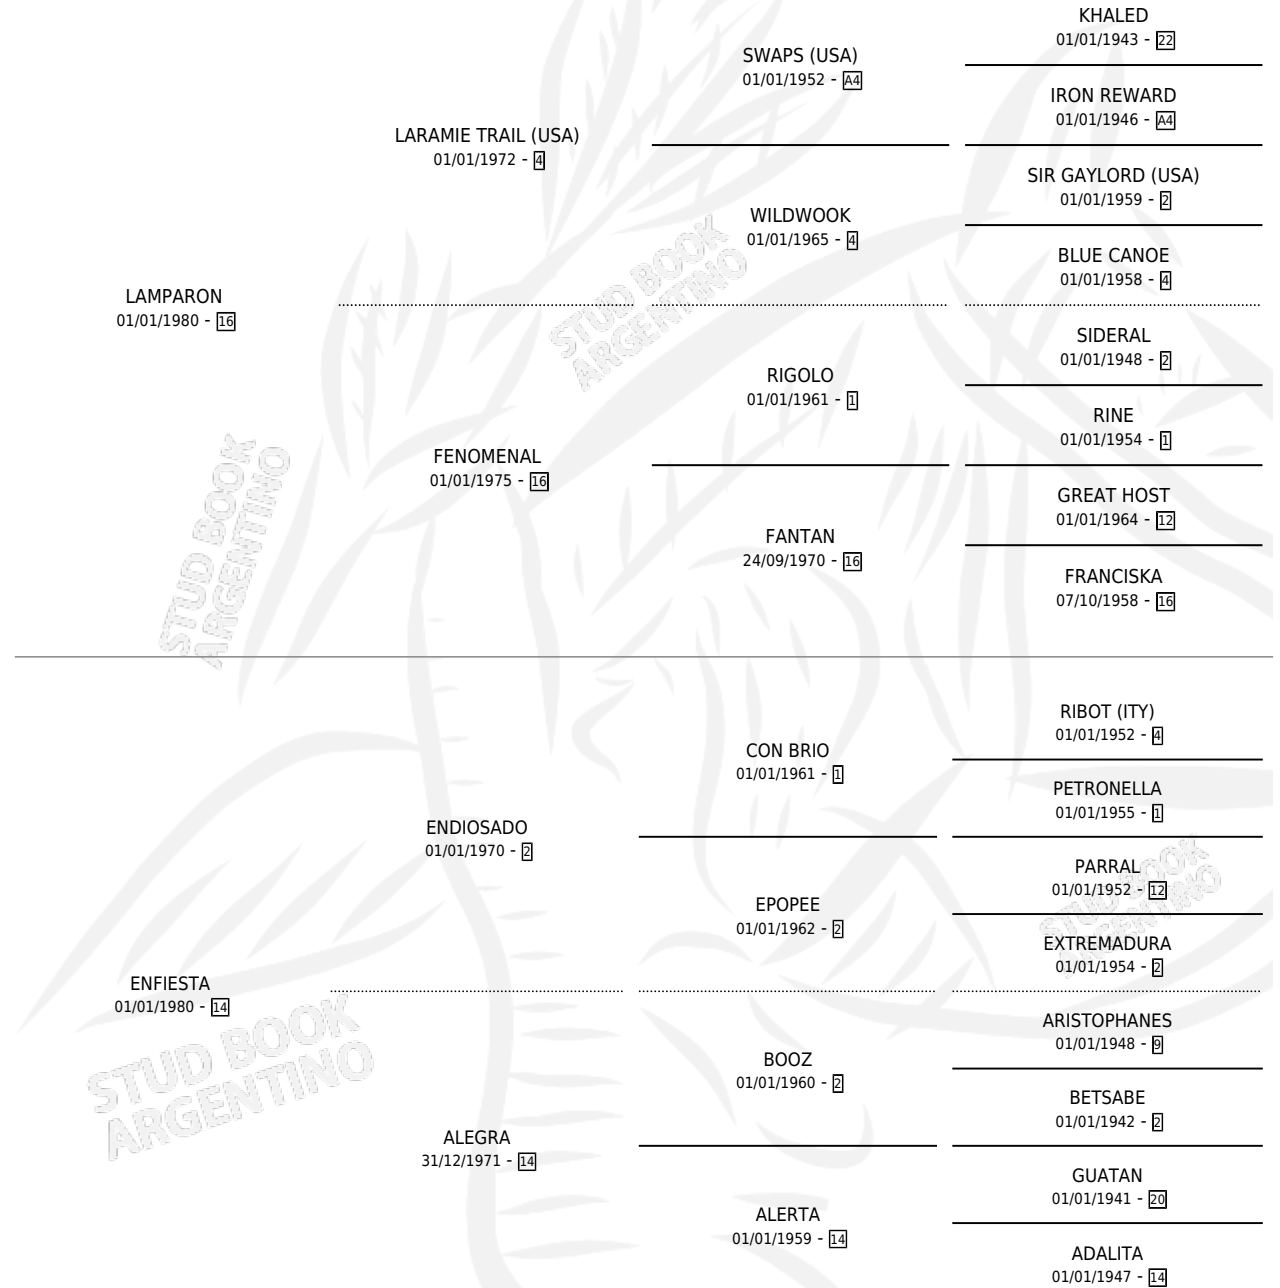 KHALED
01/01/1943 - 22
SWAPS (USA)
01/01/1952 - A4
IRON REWARD
01/01/1946 - A4
LARAMIE TRAIL (USA)
01/01/1972 - 4
SIR GAYLORD (USA)
01/01/1959 - 2
WILDWOOK
01/01/1965 - 4
BLUE CANOE
01/01/1958 - 4
LAMPARON
01/01/1980 - 16
STUD BOOK
ARGENTINO
SIDERAL
01/01/1948 - 2
RIGOLO
01/01/1961 - 1
RINE
01/01/1954 - 1
FENOMENAL
01/01/1975 - 16
GREAT HOST
01/01/1964 - 12
FANTAN
24/09/1970 - 16
FRANCISKA
07/10/1958 - 16
STUD BOOK
ARGENTINO
RIBOT (ITY)
01/01/1952 - 4
CON BRIO
01/01/1961 - 1
PETRONELLA
01/01/1955 - 1
ENDIOSADO
01/01/1970 - 2
PARRAL
01/01/1952 - 12
EPOPEE
01/01/1962 - 2
EXTREMADURA
01/01/1954 - 2
STUD BOOK
ARGENTINO
ENFIESTA
01/01/1980 - 14
ARISTOPHANES
01/01/1948 - 9
BOOZ
01/01/1960 - 2
BETSABE
01/01/1942 - 2
STUD BOOK
ARGENTINO
ALEGRA
31/12/1971 - 14
GUATAN
01/01/1941 - 20
ALERTA
01/01/1959 - 14
ADALITA
01/01/1947 - 14